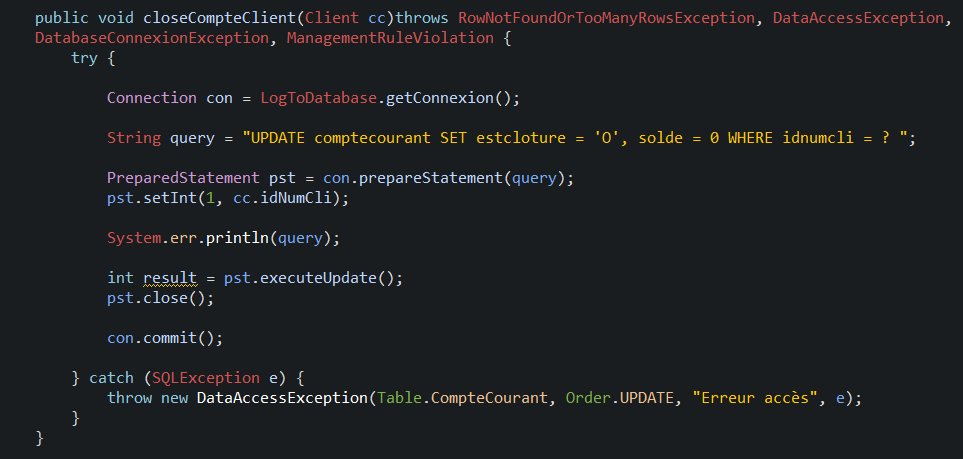 public void closeCompteClient(Client cc)throws RowNotFoundOrTooManyRowsException, DataAccessException,
DatabaseConnexionException, ManagementRuleViolation {
try {
Connection con = LogToDatabase.getConnexion();
String query = "UPDATE comptecourant SET estcloture = 'O', solde = 0 WHERE idnumcli = ? ";
PreparedStatement pst = con.prepareStatement(query);
pst.setInt(1, cc.idNumCli);
System.err.println(query);
int result = pst.executeUpdate();
pst.close();
con.commit();
} catch (SQLException e) {
throw new DataAccessException(Table.CompteCourant, Order.UPDATE, "Erreur accès", e);
}
}